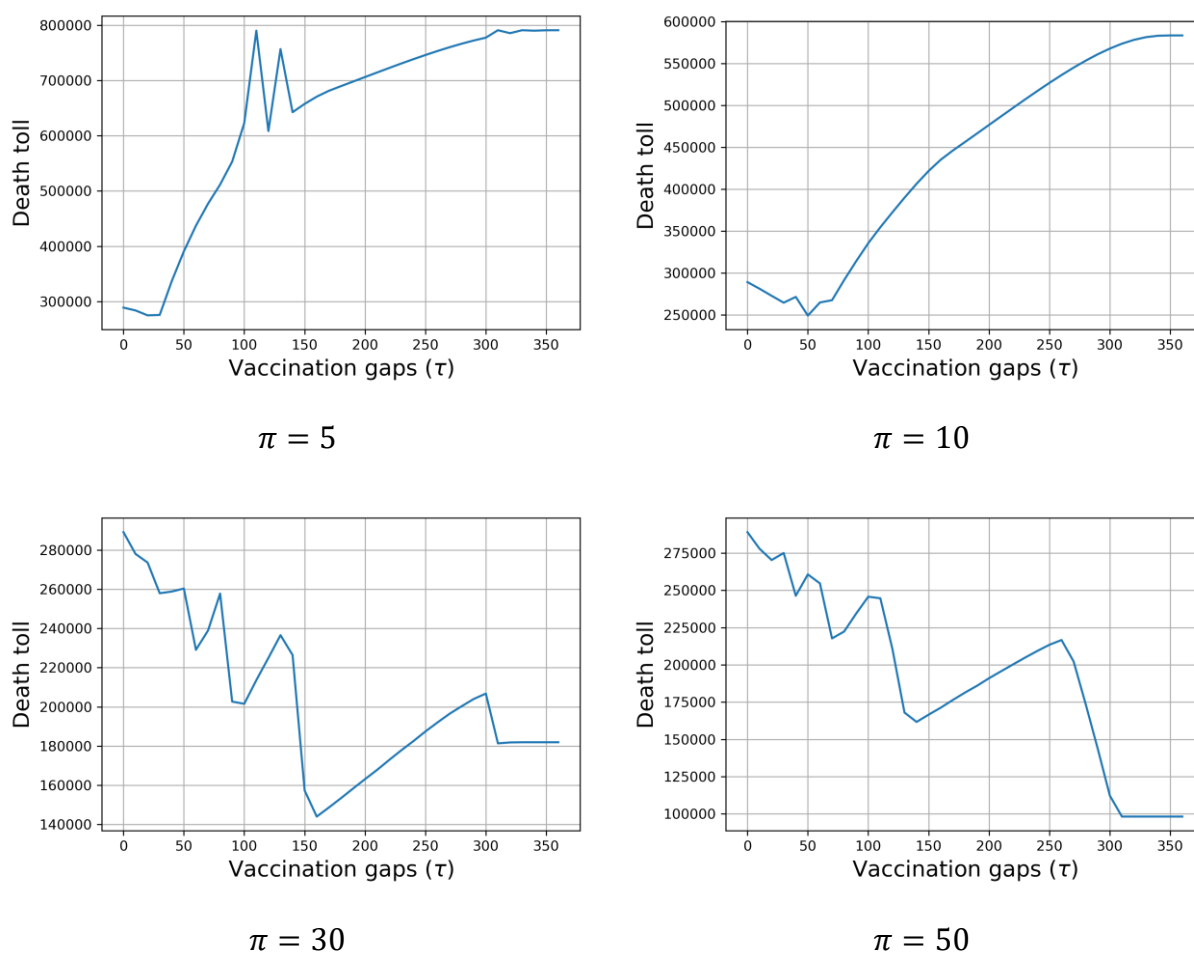 800000
700000
600000
500000
400000
300000
Death toll
0 50 100 150 200 250 300 350
Vaccination gaps (τ)
π = 5
600000
550000
500000
450000
400000
350000
300000
250000
Death toll
0 50 100 150 200 250 300 350
Vaccination gaps (τ)
π = 10
280000
260000
240000
220000
200000
180000
160000
140000
Death toll
0 50 100 150 200 250 300 350
Vaccination gaps (τ)
π = 30
275000
250000
225000
200000
175000
150000
125000
100000
Death toll
0 50 100 150 200 250 300 350
Vaccination gaps (τ)
π = 50